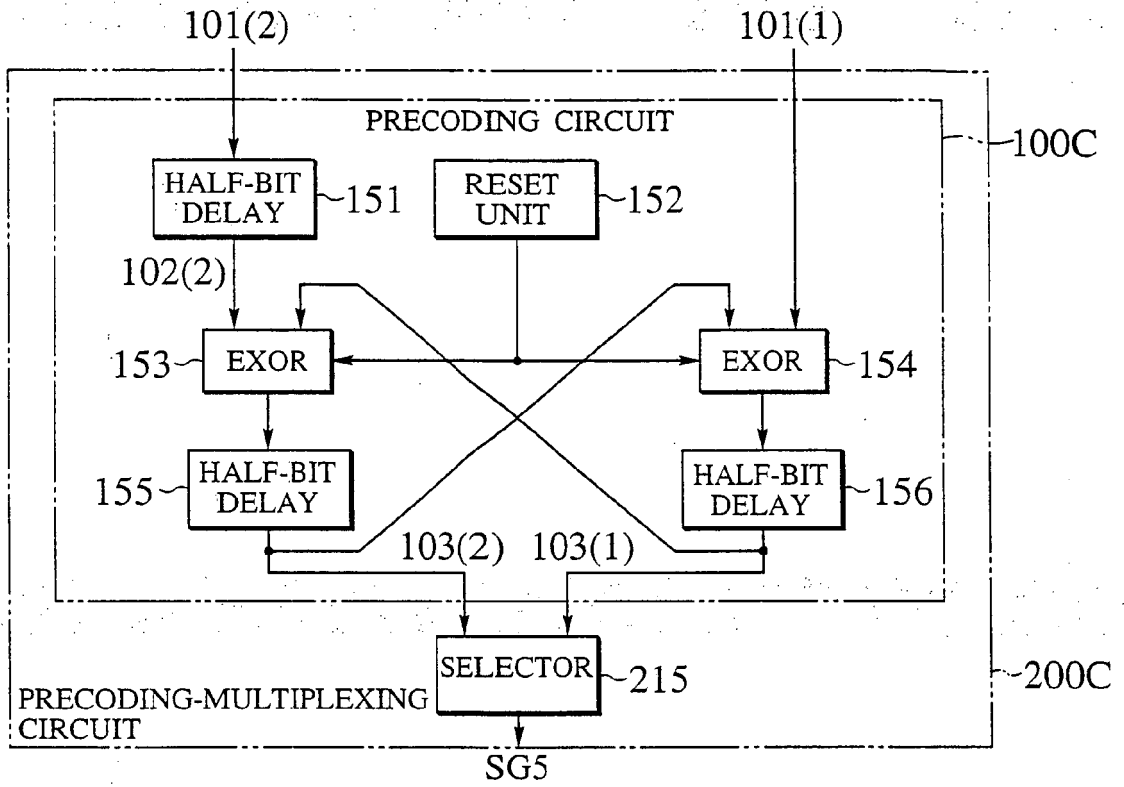 101(2)
101(1)
PRECODING CIRCUIT
100C
HALF-BIT
DELAY
151
RESET
UNIT
152
102(2)
153
EXOR
EXOR
154
155
HALF-BIT
DELAY
HALF-BIT
DELAY
156
103(2)
103(1)
SELECTOR
215
200C
PRECODING-MULTIPLEXING
CIRCUIT
SG5